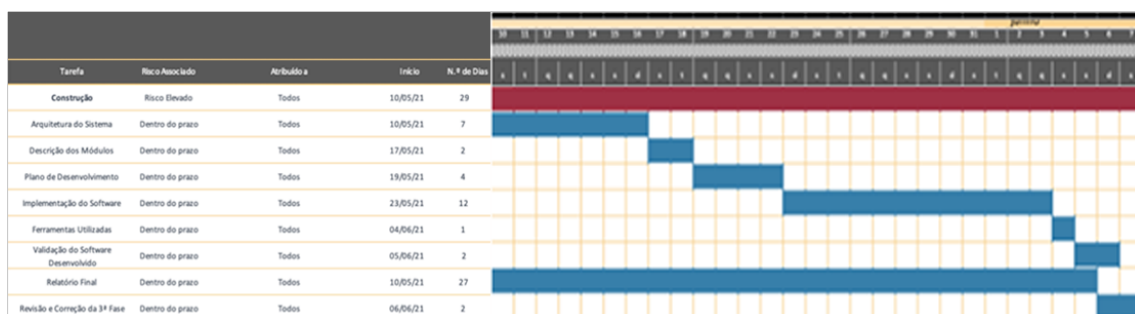 junho
10 11 12 13 14 15 16 17 18 19 20 21 22 23 24 25 26 27 28 29 30 31 1 2 3 4 5 6 7
Tarefa Risco Associado Atribuído a Início N.º de Dias s t q q s s d s t q q s s d s t q q s s d s t q q s s d s
Construção Risco Elevado Todos 10/05/21 29
Arquitetura do Sistema Dentro do prazo Todos 10/05/21 7
Descrição dos Módulos Dentro do prazo Todos 17/05/21 2
Plano de Desenvolvimento Dentro do prazo Todos 19/05/21 4
Implementação do Software Dentro do prazo Todos 23/05/21 12
Ferramentas Utilizadas Dentro do prazo Todos 04/06/21 1
Validação do Software
Desenvolvido Dentro do prazo Todos 05/06/21 2
Relatório Final Dentro do prazo Todos 10/05/21 27
Revisão e Correção da 3ª Fase Dentro do prazo Todos 06/06/21 2